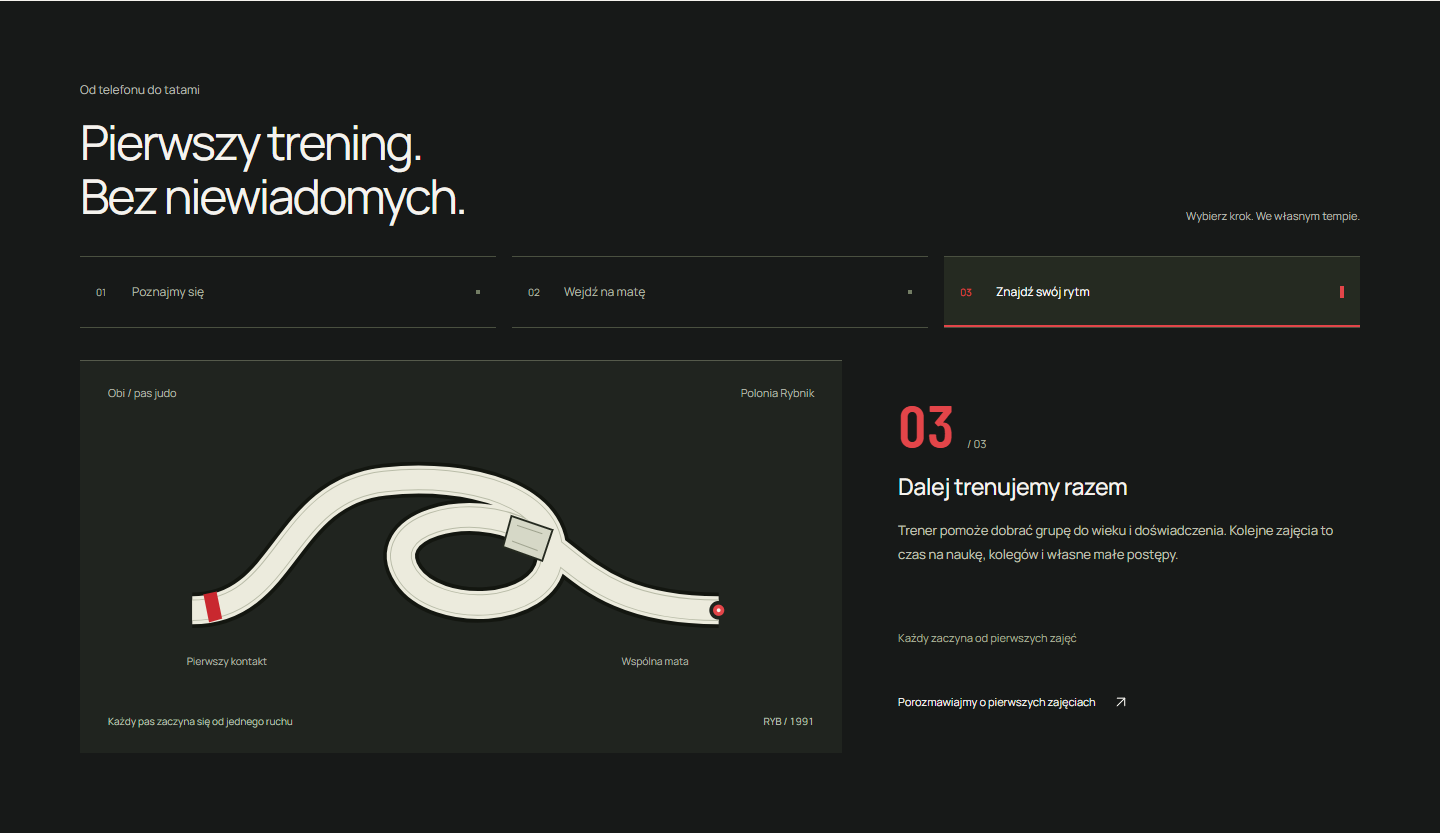 Od telefonu do tatami
Pierwszy trening.
Bez niewiadomych.
Wybierz krok. We własnym tempie.
01 Poznajmy się
02 Wejdź na matę
03 Znajdź swój rytm
Obi / pas judo
Polonia Rybnik
Pierwszy kontakt
Wspólna mata
Każdy pas zaczyna się od jednego ruchu
RYB / 1991
03 / 03
Dalej trenujemy razem
Trener pomoże dobrać grupę do wieku i doświadczenia. Kolejne zajęcia to
czas na naukę, kolegów i własne małe postępy.
Każdy zaczyna od pierwszych zajęć
Porozmawiajmy o pierwszych zajęciach